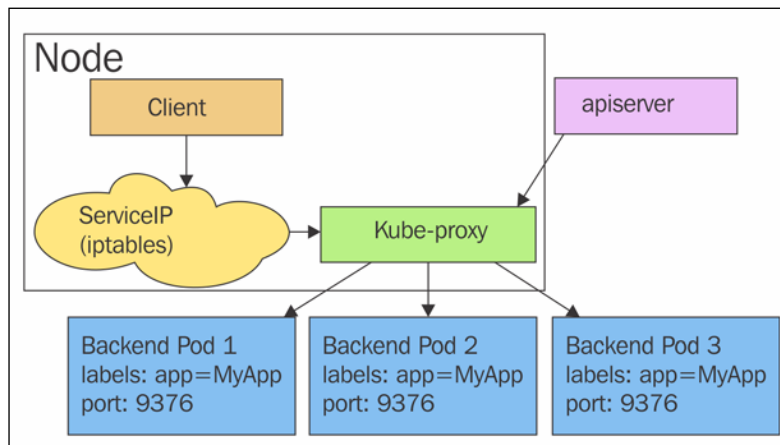 Node
Client
apiserver
ServiceIP
(iptables)
Kube-proxy
Backend Pod 1
labels: app=MyApp
port: 9376
Backend Pod 2
labels: app=MyApp
port: 9376
Backend Pod 3
labels: app=MyApp
port: 9376